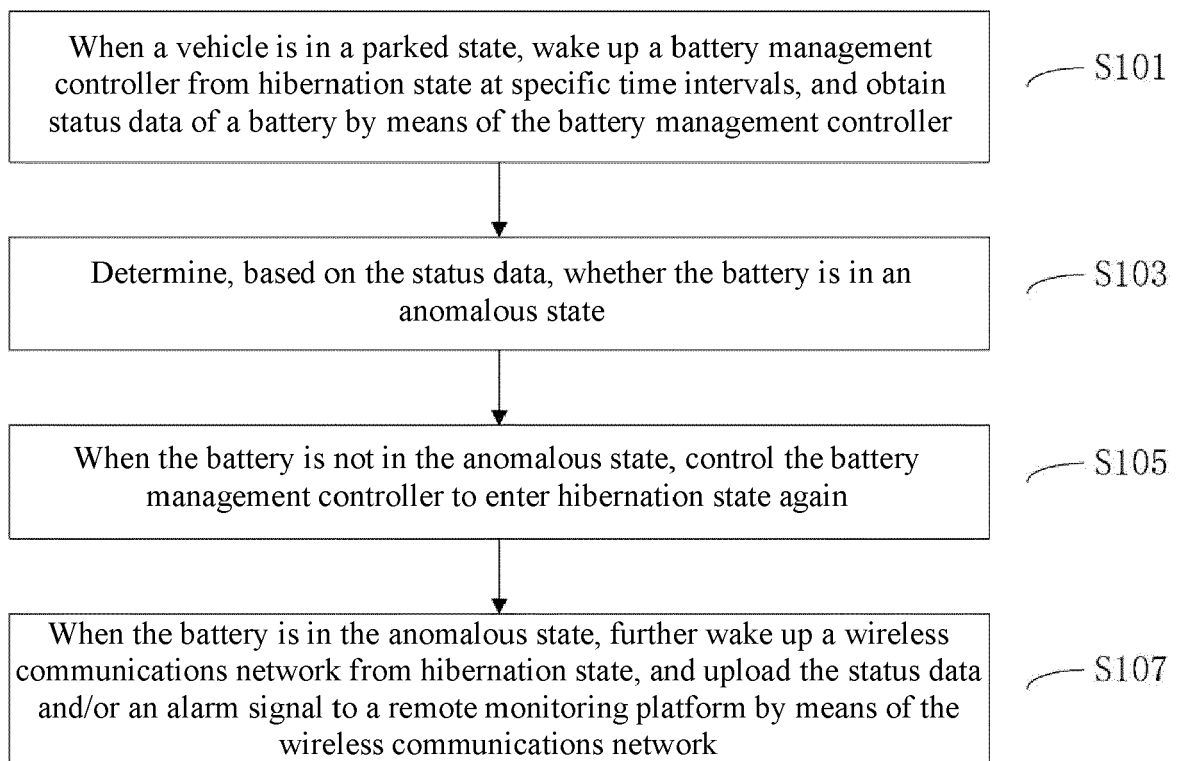 When a vehicle is in a parked state, wake up a battery management
controller from hibernation state at specific time intervals, and obtain
status data of a battery by means of the battery management controller
S101
Determine, based on the status data, whether the battery is in an
anomalous state
S103
When the battery is not in the anomalous state, control the battery
management controller to enter hibernation state again
S105
When the battery is in the anomalous state, further wake up a wireless
communications network from hibernation state, and upload the status data
and/or an alarm signal to a remote monitoring platform by means of the
wireless communications network
S107